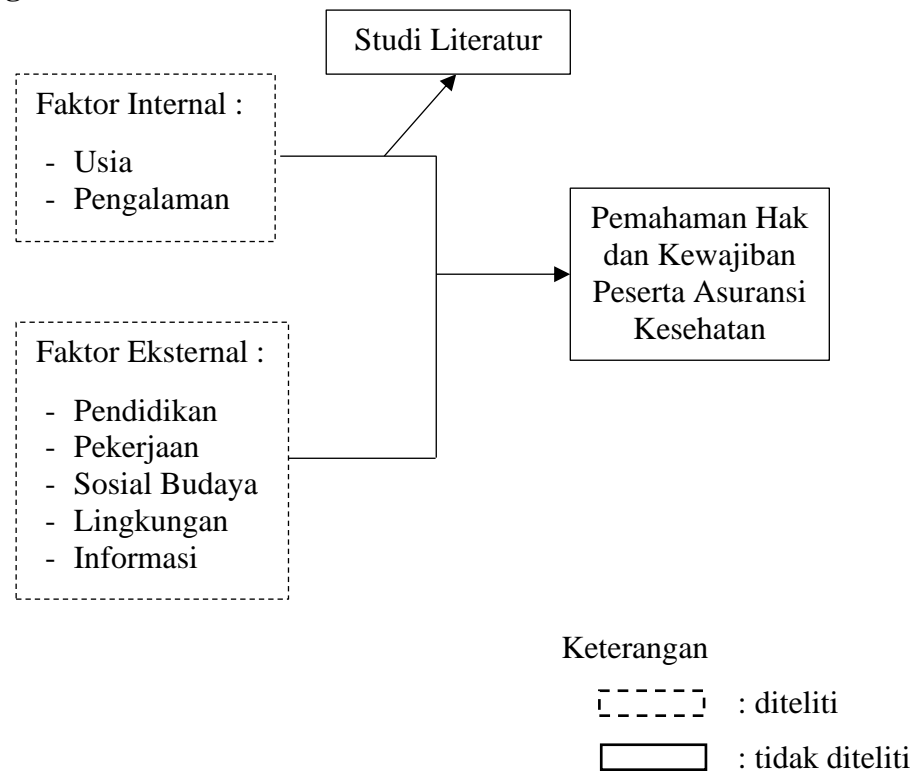 Studi Literatur
Faktor Internal :
- Usia
- Pengalaman
Pemahaman Hak
dan Kewajiban
Peserta Asuransi
Kesehatan
Faktor Eksternal :
- Pendidikan
- Pekerjaan
- Sosial Budaya
- Lingkungan
- Informasi
Keterangan
: diteliti
: tidak diteliti